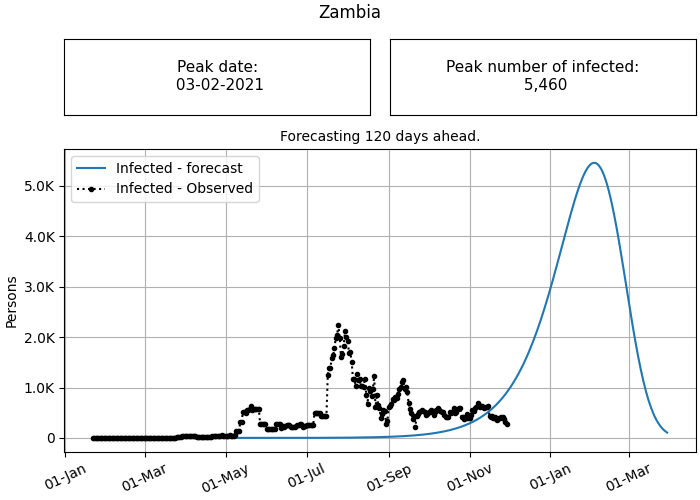 Zambia
Peak date:
03-02-2021
Peak number of infected:
5,460
Forecasting 120 days ahead.
Infected - forecast
Infected - Observed
Persons
5.0K
4.0K
3.0K
2.0K
1.0K
0
01-Jan
01-Mar
01-May
01-Jul
01-Sep
01-Nov
01-Jan
01-Mar